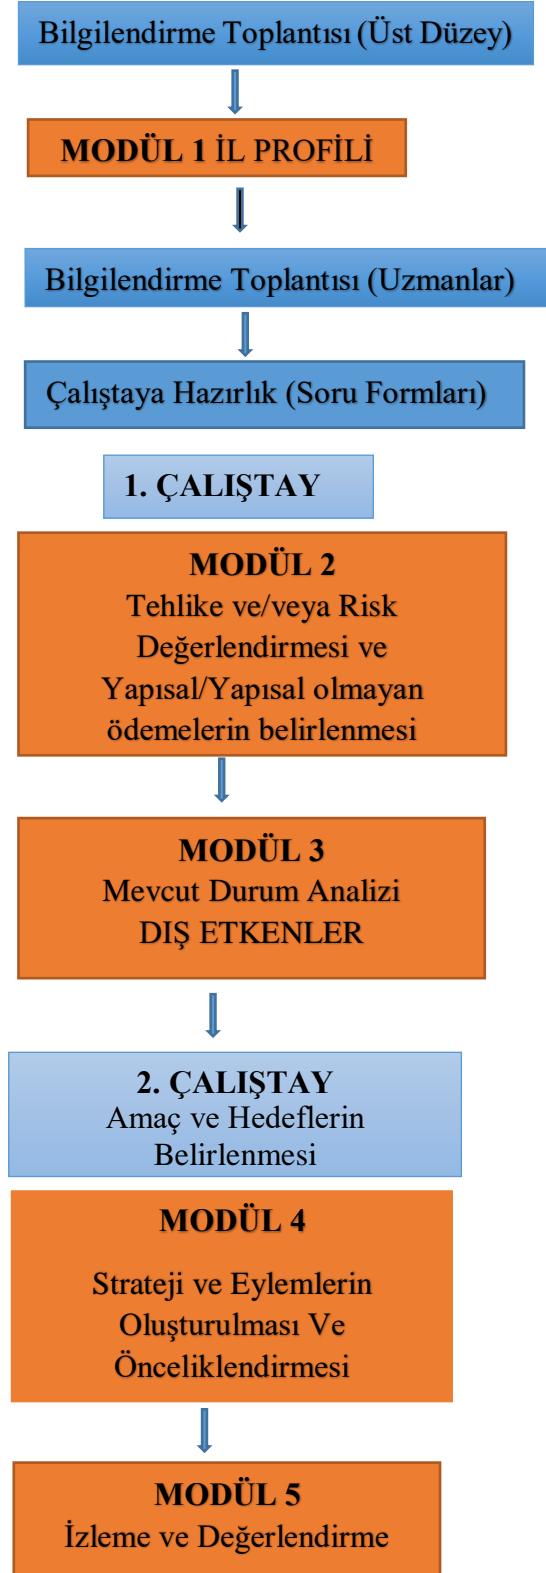 Bilgilendirme Toplantısı (Üst Düzey)
MODÜL 1 İL PROFİLİ
Bilgilendirme Toplantısı (Uzmanlar)
Çalıştaya Hazırlık (Soru Formları)
1. ÇALIŞTAY
MODÜL 2
Tehlike ve/veya Risk
Değerlendirmesi ve
Yapısal/Yapısal olmayan
ödemelerin belirlenmesi
MODÜL 3
Mevcut Durum Analizi
DIŞ ETKENLER
2. ÇALIŞTAY
Amaç ve Hedeflerin
Belirlenmesi
MODÜL 4
Strateji ve Eylemlerin
Oluşturulması Ve
Önceliklendirmesi
MODÜL 5
İzleme ve Değerlendirme